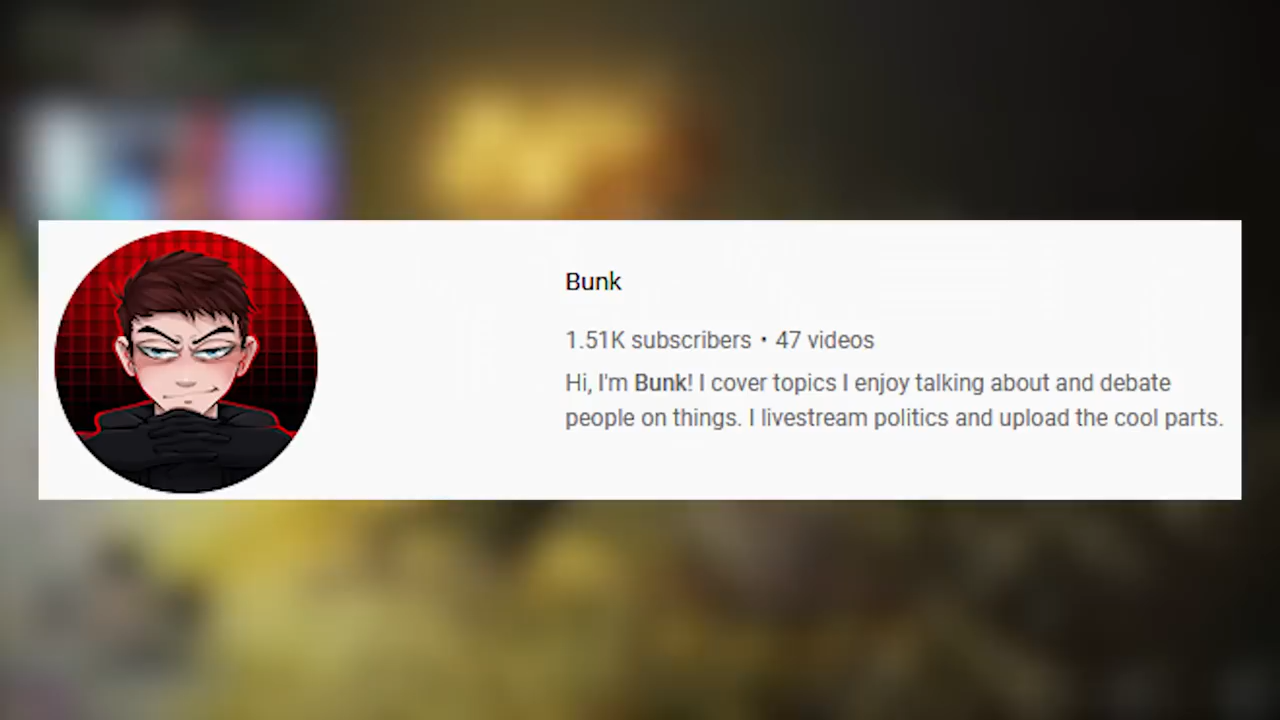 Bunk
1.51K subscribers • 47 videos
Hi, I'm Bunk! I cover topics I enjoy talking about and debate
people on things. I livestream politics and upload the cool parts.